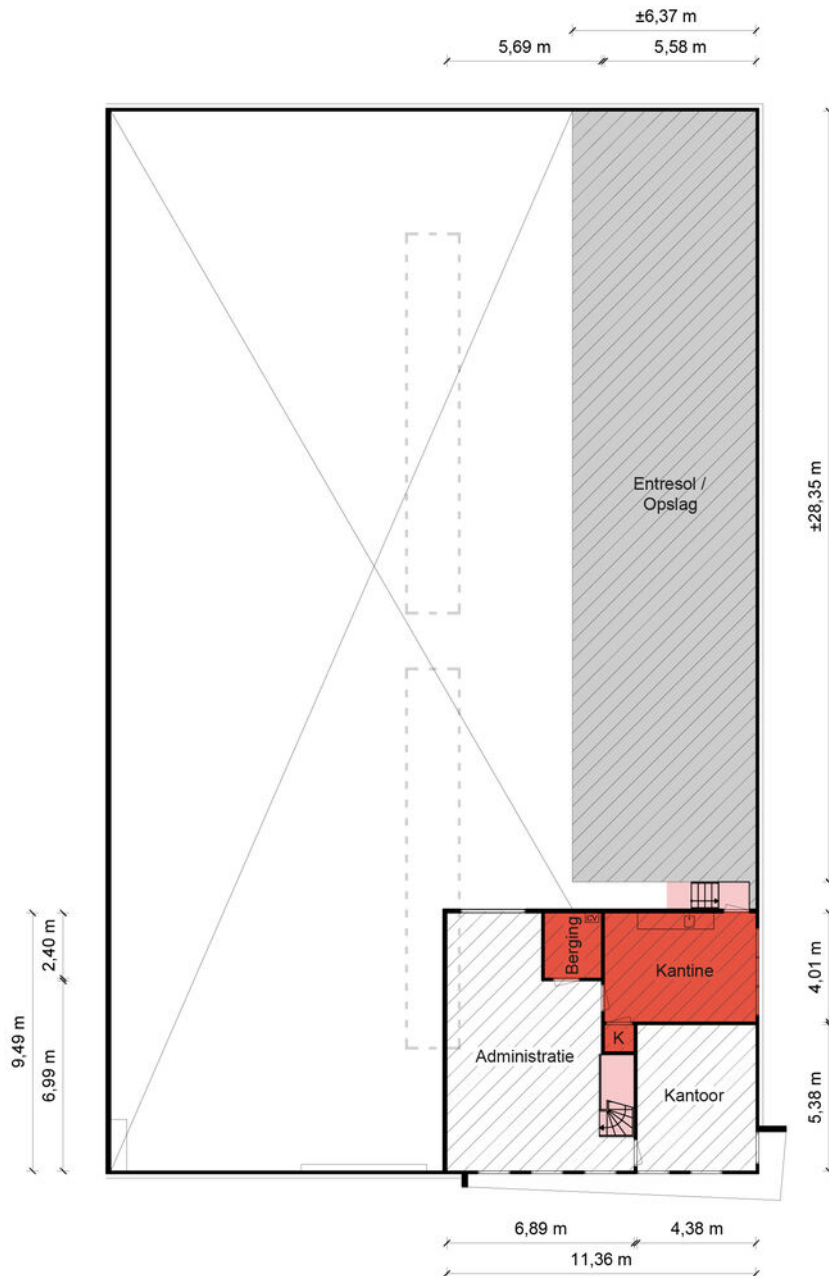 ±6,37 m
5,69 m
5,58 m
Entresol /
Opslag
±28,35 m
2,40 m
9,49 m
6,99 m
Berging
CV
Kantine
4,01 m
K
Administratie
Kantoor
5,38 m
6,89 m
4,38 m
11,36 m